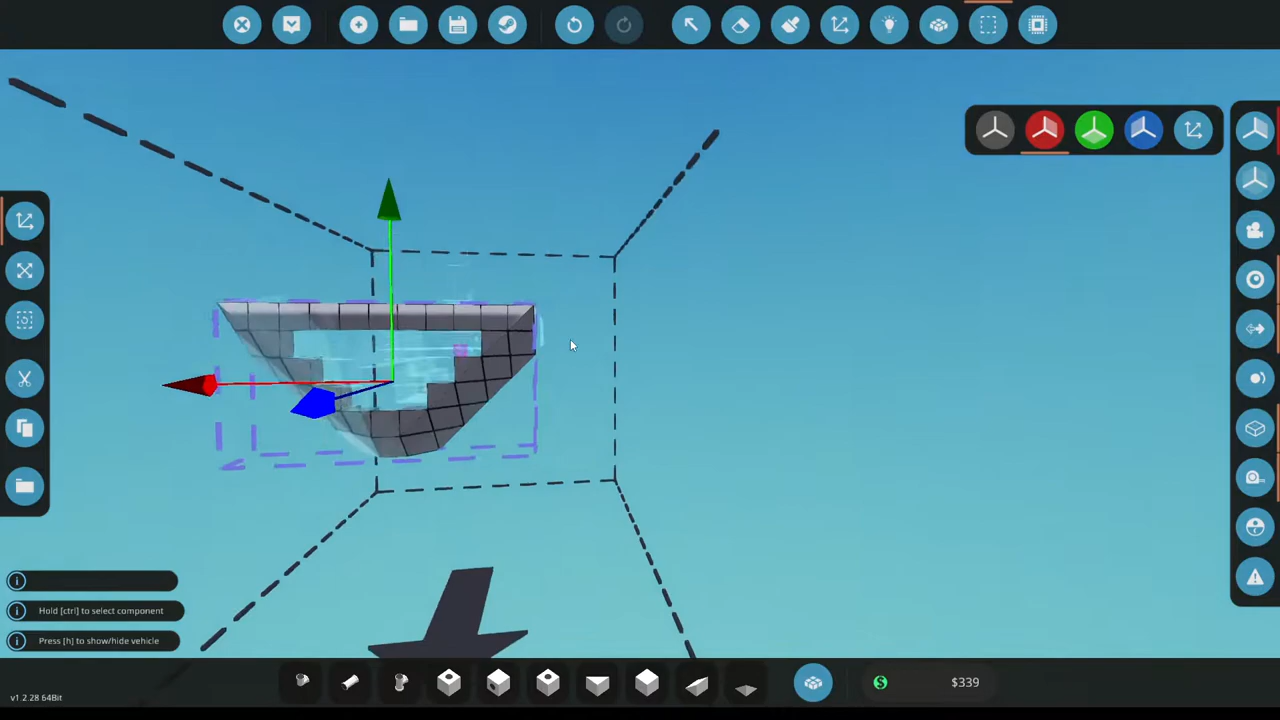 Hold [ctrl] to select component
Press [h] to show/hide vehicle
$339
v1.2.28 64Bit